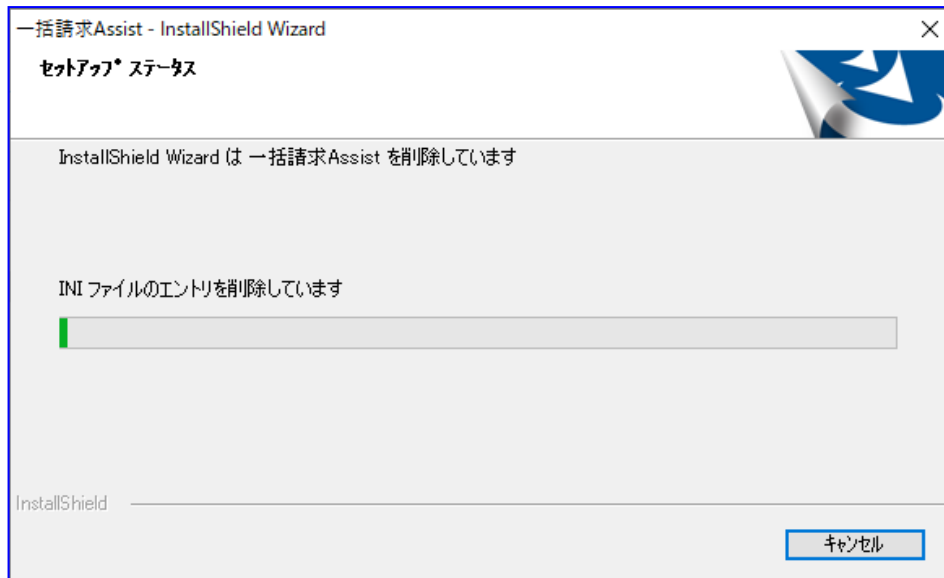 一括請求Assist - InstallShield Wizard
セットアップ ステータス
InstallShield Wizard は 一括請求Assist を削除しています
INI ファイルのエントリを削除しています
InstallShield
キャンセル